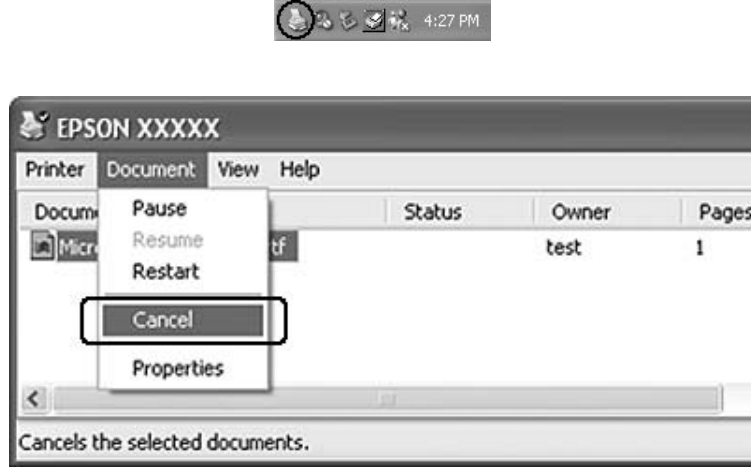 4:27 PM
EPSON XXXXX
Printer Document View Help
Status Owner Pages
Pause
Resume
test 1
Restart
Cancel
Properties
Cancels the selected documents.